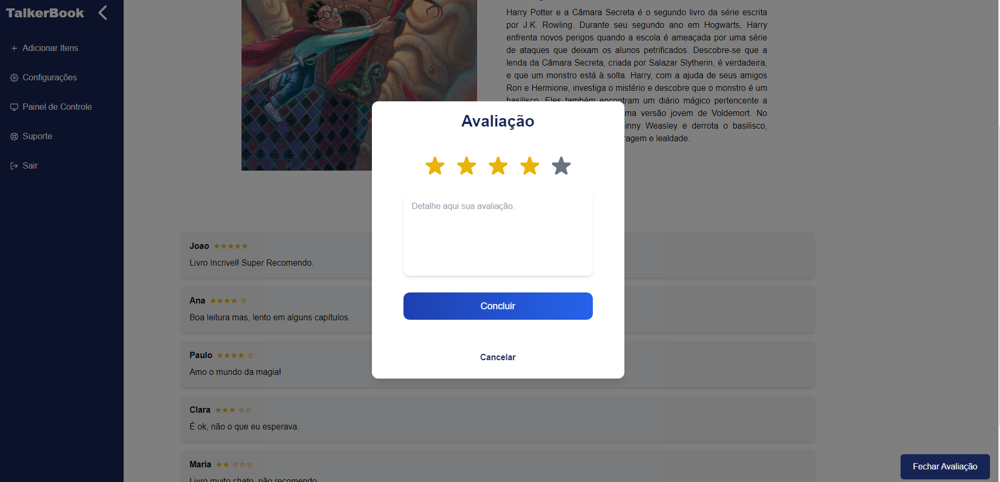 TalkerBook
Adicionar Itens
Configurações
Painel de Controle
Suporte
Sair
Harry Potter e a Câmara Secreta é o segundo livro da série escrita
por J.K. Rowling. Durante seu segundo ano em Hogwarts, Harry
enfrenta novos perigos quando a escola é ameaçada por uma série
de ataques que deixam os alunos petrificados. Descobre-se que a
lenda da Câmara Secreta, criada por Salazar Slytherin, é verdadeira,
e que um monstro está à solta. Harry, com a ajuda de seus amigos
Ron e Hermione, investiga o mistério e descobre que o monstro é um
basilisco. Eles também encontram um diário mágico pertencente a
ma versão jovem de Voldemort. No
inny Weasley e derrota o basilisco,
ragem e lealdade.
Avaliação
Detalhe aqui sua avaliação.
Concluir
Cancelar
Joao ★★★★★
Livro Incrivel! Super Recomendo.
Ana ★★★★ ☆
Boa leitura mas, lento em alguns capítulos.
Paulo ★★★★ ☆
Amo o mundo da magia!
Clara ★★★ ☆☆
É ok, não o que eu esperava.
Maria ★★ ☆☆☆
Livro muito chato, não recomendo
Fechar Avaliação